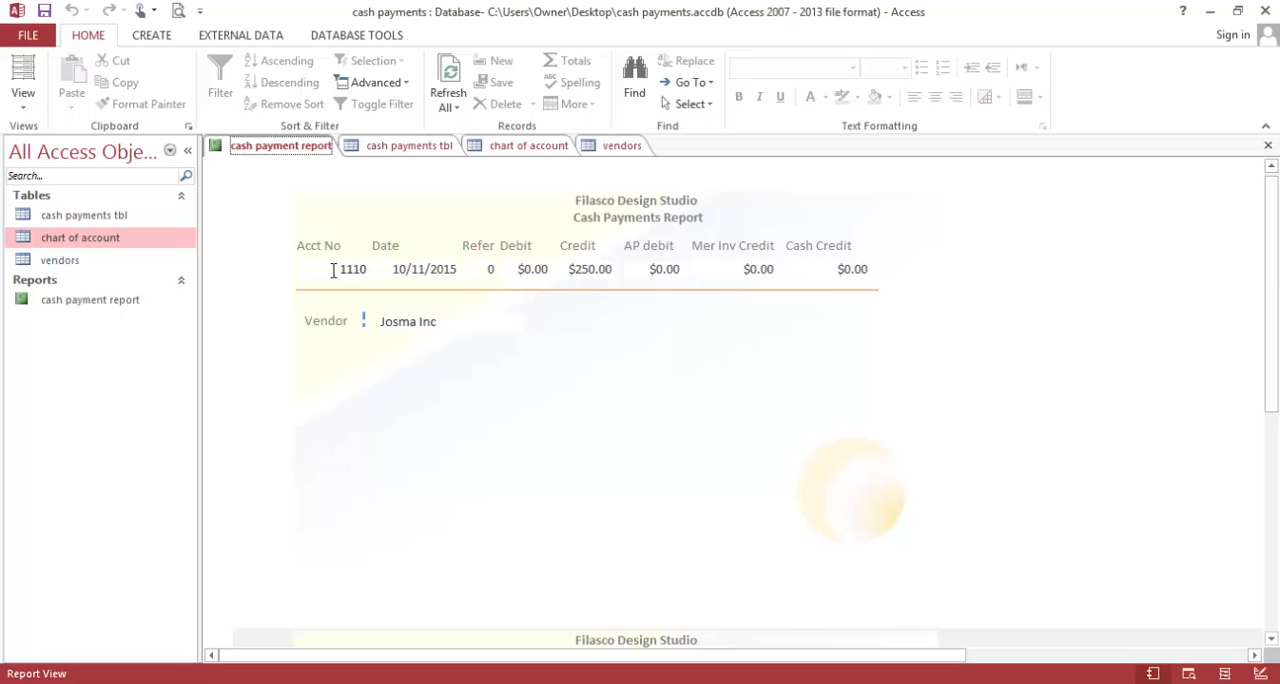 cash payments : Database- C:\Users\Owner\Desktop\cash payments.accdb (Access 2007 - 2013 file format) - Access
?
FILE HOME CREATE EXTERNAL DATA DATABASE TOOLS Sign in
View
Views
Paste
Cut
Copy
Format Painter
Clipboard
Filter
Ascending
Descending
Remove Sort
Selection
Advanced
Toggle Filter
Sort & Filter
Refresh
All
New
Save
Delete
Totals
Spelling
More
Records
Find
Replace
Go To
Select
Find
B I U A
Text Formatting
All Access Obje...
Search...
Tables
cash payments tbl
chart of account
vendors
Reports
cash payment report
cash payment report cash payments tbl chart of account vendors
Filasco Design Studio
Cash Payments Report
Acct No Date Refer Debit Credit AP debit Mer Inv Credit Cash Credit
1110 10/11/2015 0 $0.00 $250.00 $0.00 $0.00 $0.00
Vendor Josma Inc
Filasco Design Studio
Report View